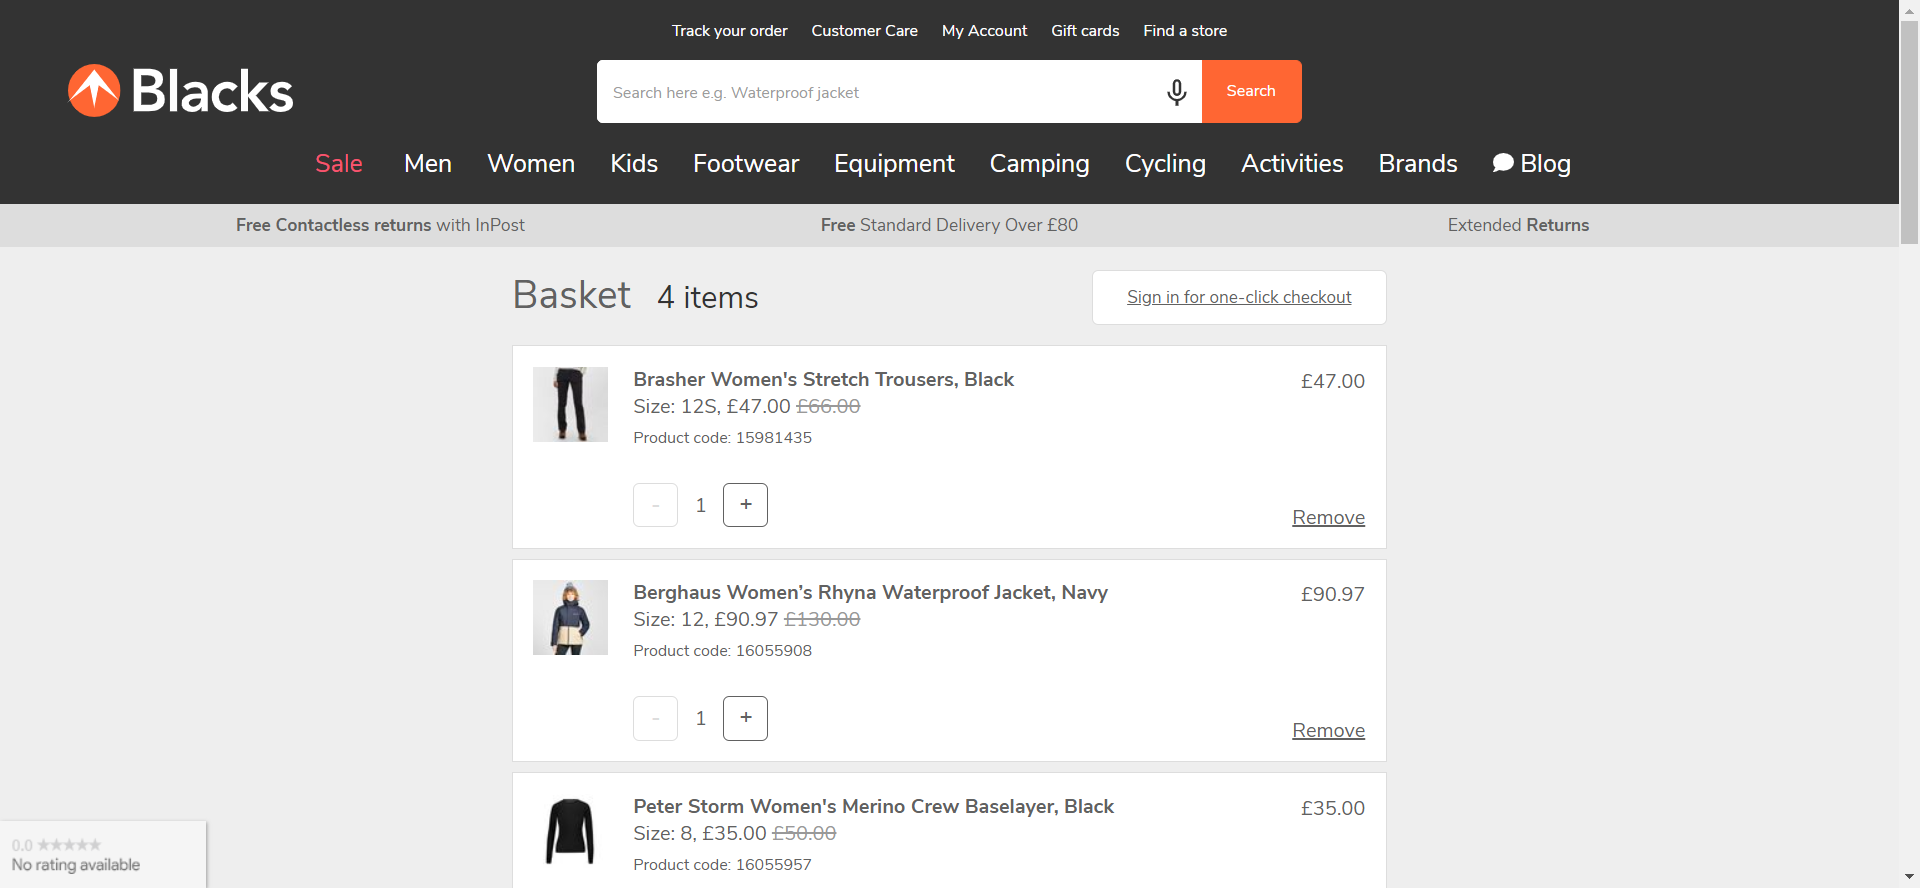 Track your order Customer Care My Account Gift cards Find a store
Blacks
Search here e.g. Waterproof jacket Search
Sale Men Women Kids Footwear Equipment Camping Cycling Activities Brands Blog
Free Contactless returns with InPost Free Standard Delivery Over £80 Extended Returns
Basket 4 items Sign in for one-click checkout
Brasher Women's Stretch Trousers, Black £47.00
Size: 12S, £47.00 £66.00
Product code: 15981435
- 1 +
Remove
Berghaus Women’s Rhyna Waterproof Jacket, Navy £90.97
Size: 12, £90.97 £130.00
Product code: 16055908
- 1 +
Remove
Peter Storm Women's Merino Crew Baselayer, Black £35.00
Size: 8, £35.00 £50.00
Product code: 16055957
0.0 ★★★★★
No rating available